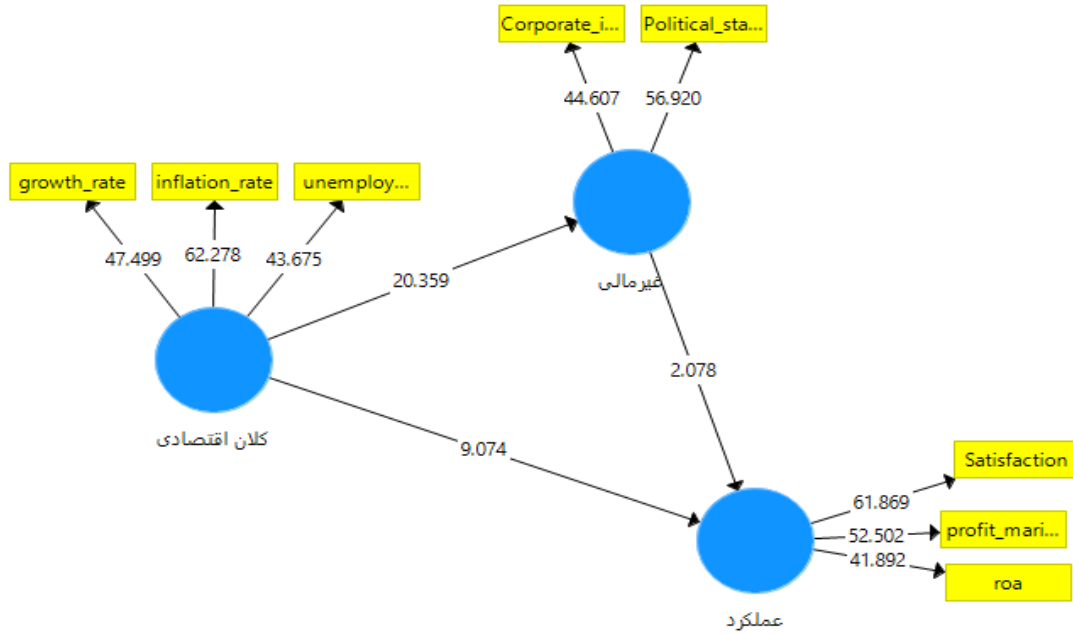 Corporate_i...
Political_sta...
44.607
56.920
growth_rate
inflation_rate
unemploy...
47.499
62.278
43.675
20.359
غیرمالی
2.078
کلان اقتصادی
9.074
Satisfaction
61.869
profit_mari...
52.502
41.892
roa
عملکرد